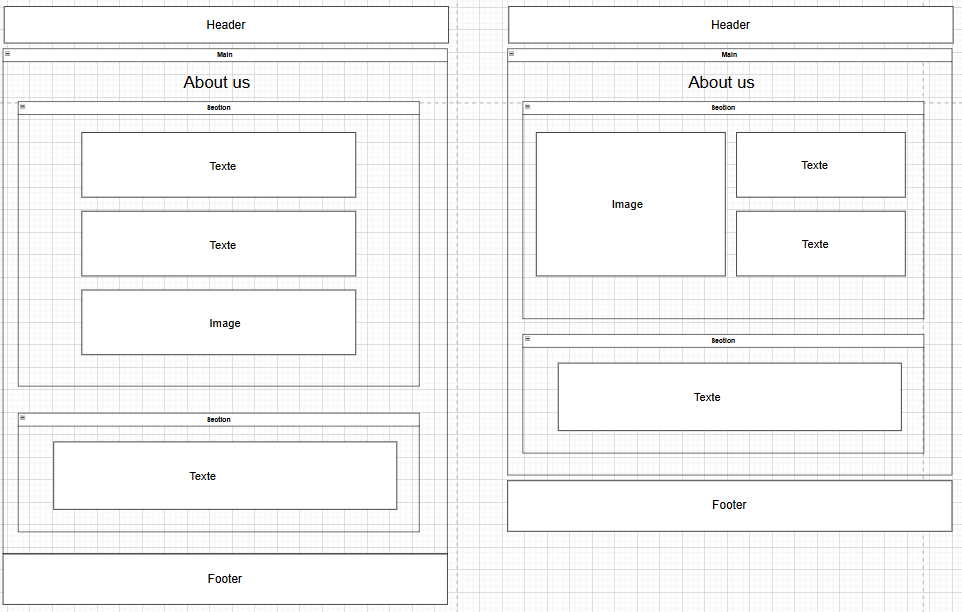 Header
Main
About us
Section
Texte
Texte
Image
Section
Texte
Footer
Header
Main
About us
Section
Image
Texte
Texte
Section
Texte
Footer